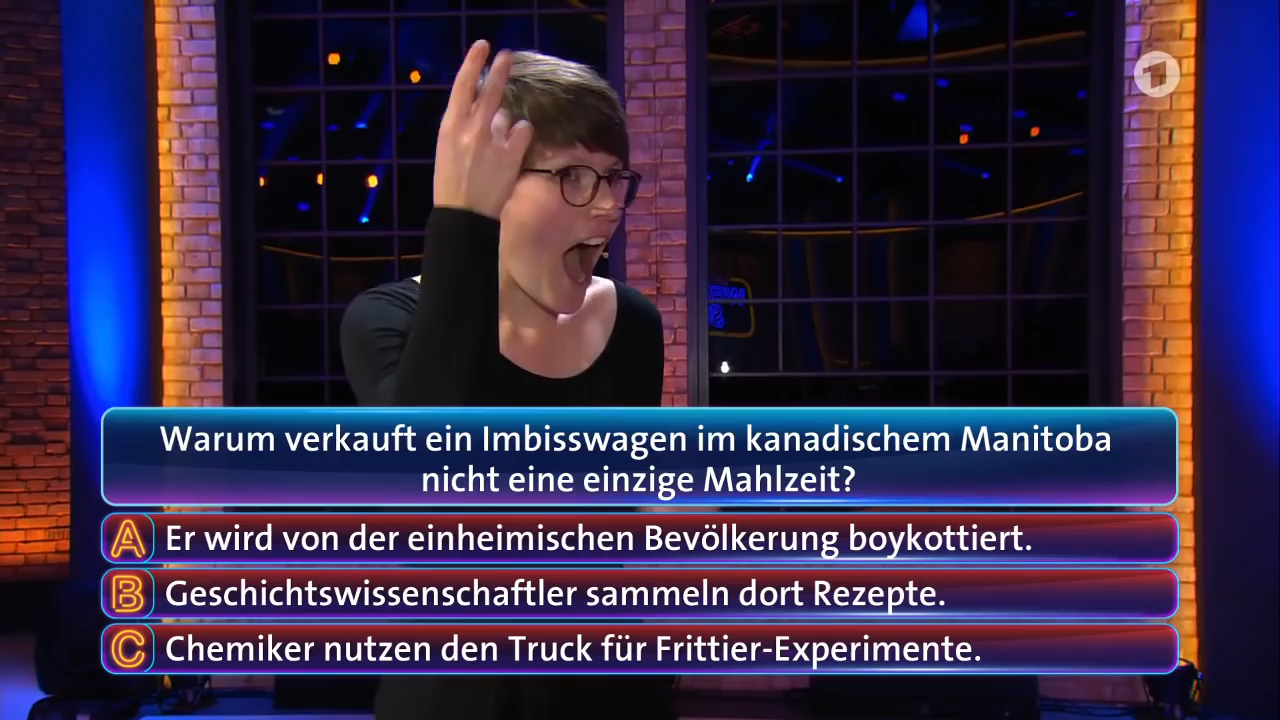 1
Warum verkauft ein Imbisswagen im kanadischem Manitoba
nicht eine einzige Mahlzeit?
A Er wird von der einheimischen Bevölkerung boykottiert.
B Geschichtswissenschaftler sammeln dort Rezepte.
C Chemiker nutzen den Truck für Frittier-Experimente.